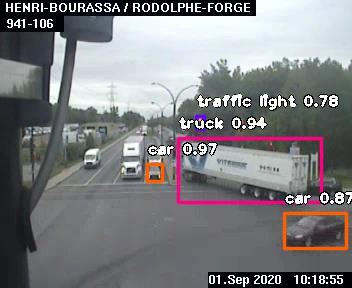 HENRI-BOURASSA / RODOLPHE-FORGE
941-106
traffic light 0.78
truck 0.94
car 0.97
car 0.87
01.Sep 2020 10:18:55